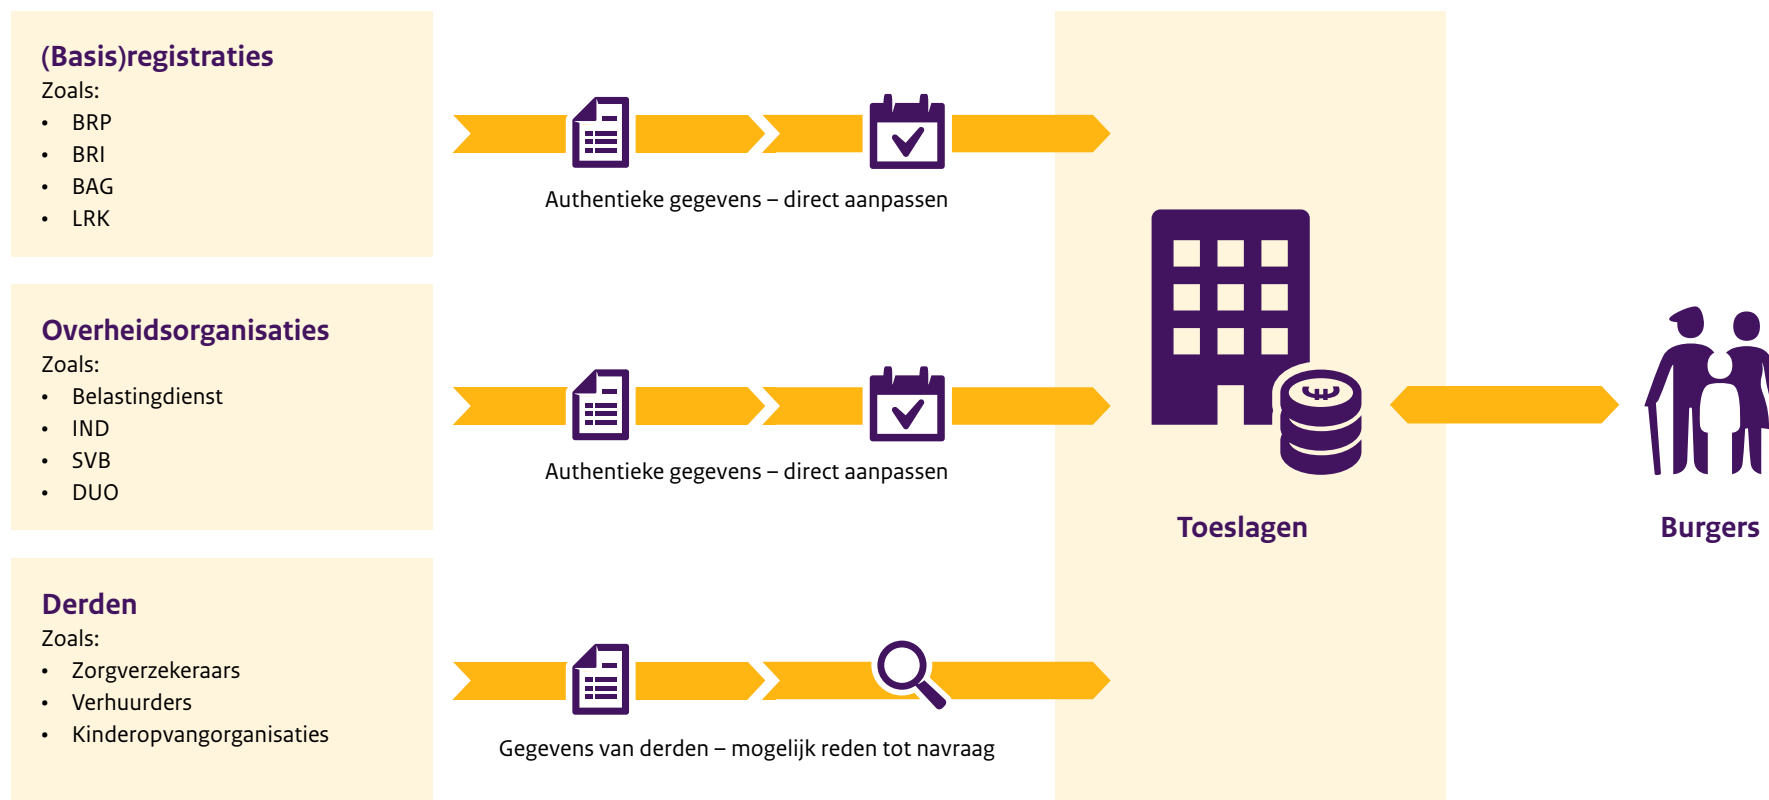 (Basis)registraties
Zoals:
• BRP
• BRI
• BAG
• LRK
Authentieke gegevens – direct aanpassen
Overheidsorganisaties
Zoals:
• Belastingdienst
• IND
• SVB
• DUO
Authentieke gegevens – direct aanpassen
Derden
Zoals:
• Zorgverzekeraars
• Verhuurders
• Kinderopvangorganisaties
Gegevens van derden – mogelijk reden tot navraag
Toeslagen
Burgers